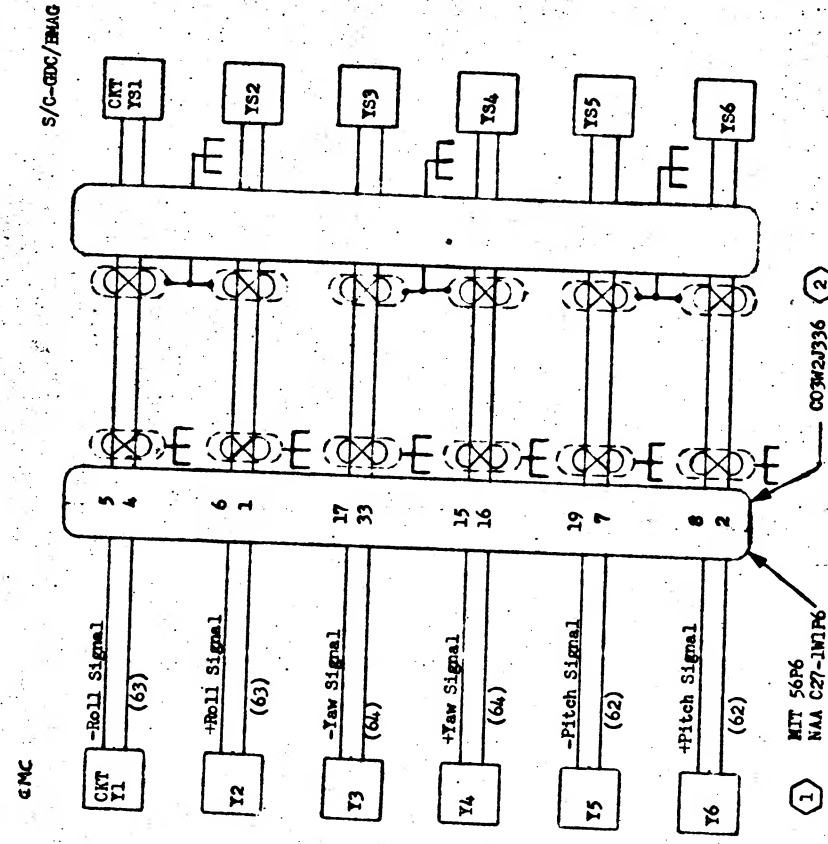 CMC
S/C-GDC/BMAG
CKT
Y1
-Roll Signal
(63)
5
4
CKT
YS1
Y2
+Roll Signal
(63)
6
1
YS2
Y3
-Yaw Signal
(64)
17
33
YS3
Y4
+Yaw Signal
(64)
15
16
YS4
Y5
-Pitch Signal
(62)
19
7
YS5
Y6
+Pitch Signal
(62)
8
2
YS6
1
MIT 56P6
NAA C27-1W1P6
C03W2J336
2